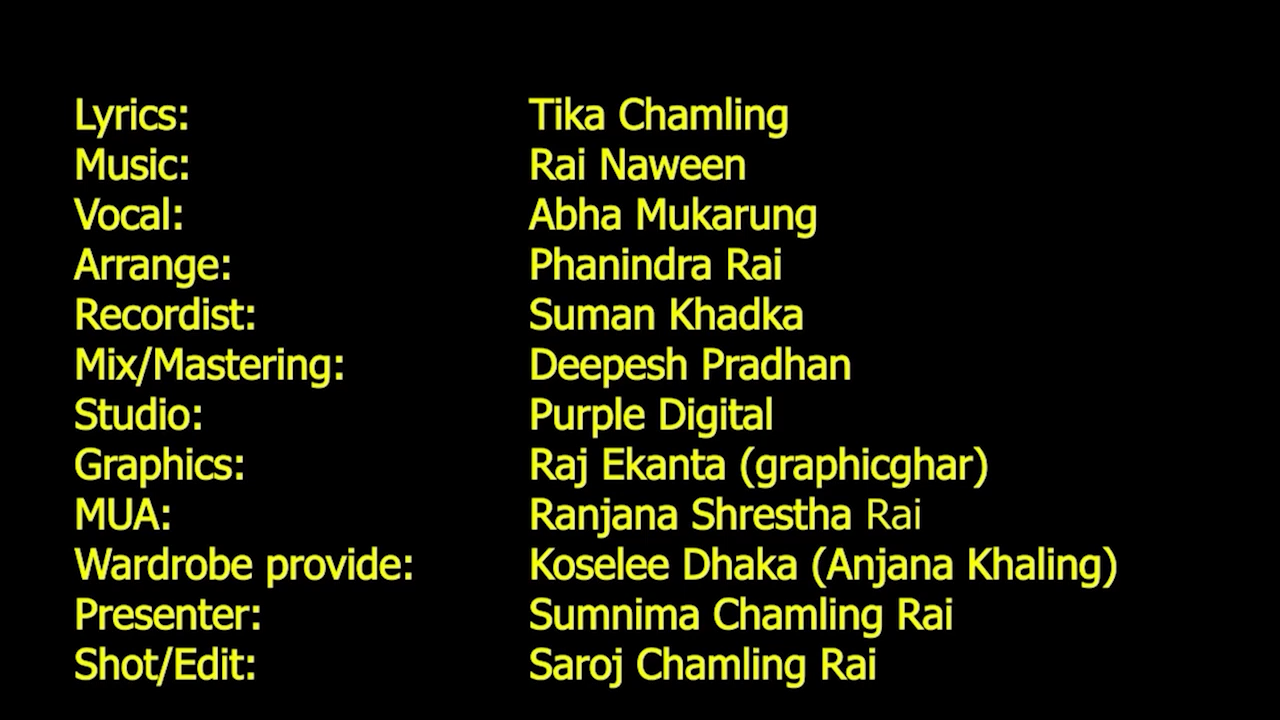 Lyrics: Tika Chamling
Music: Rai Naween
Vocal: Abha Mukarung
Arrange: Phanindra Rai
Recordist: Suman Khadka
Mix/Mastering: Deepesh Pradhan
Studio: Purple Digital
Graphics: Raj Ekanta (graphicghar)
MUA: Ranjana Shrestha Rai
Wardrobe provide: Koselee Dhaka (Anjana Khaling)
Presenter: Sumnima Chamling Rai
Shot/Edit: Saroj Chamling Rai